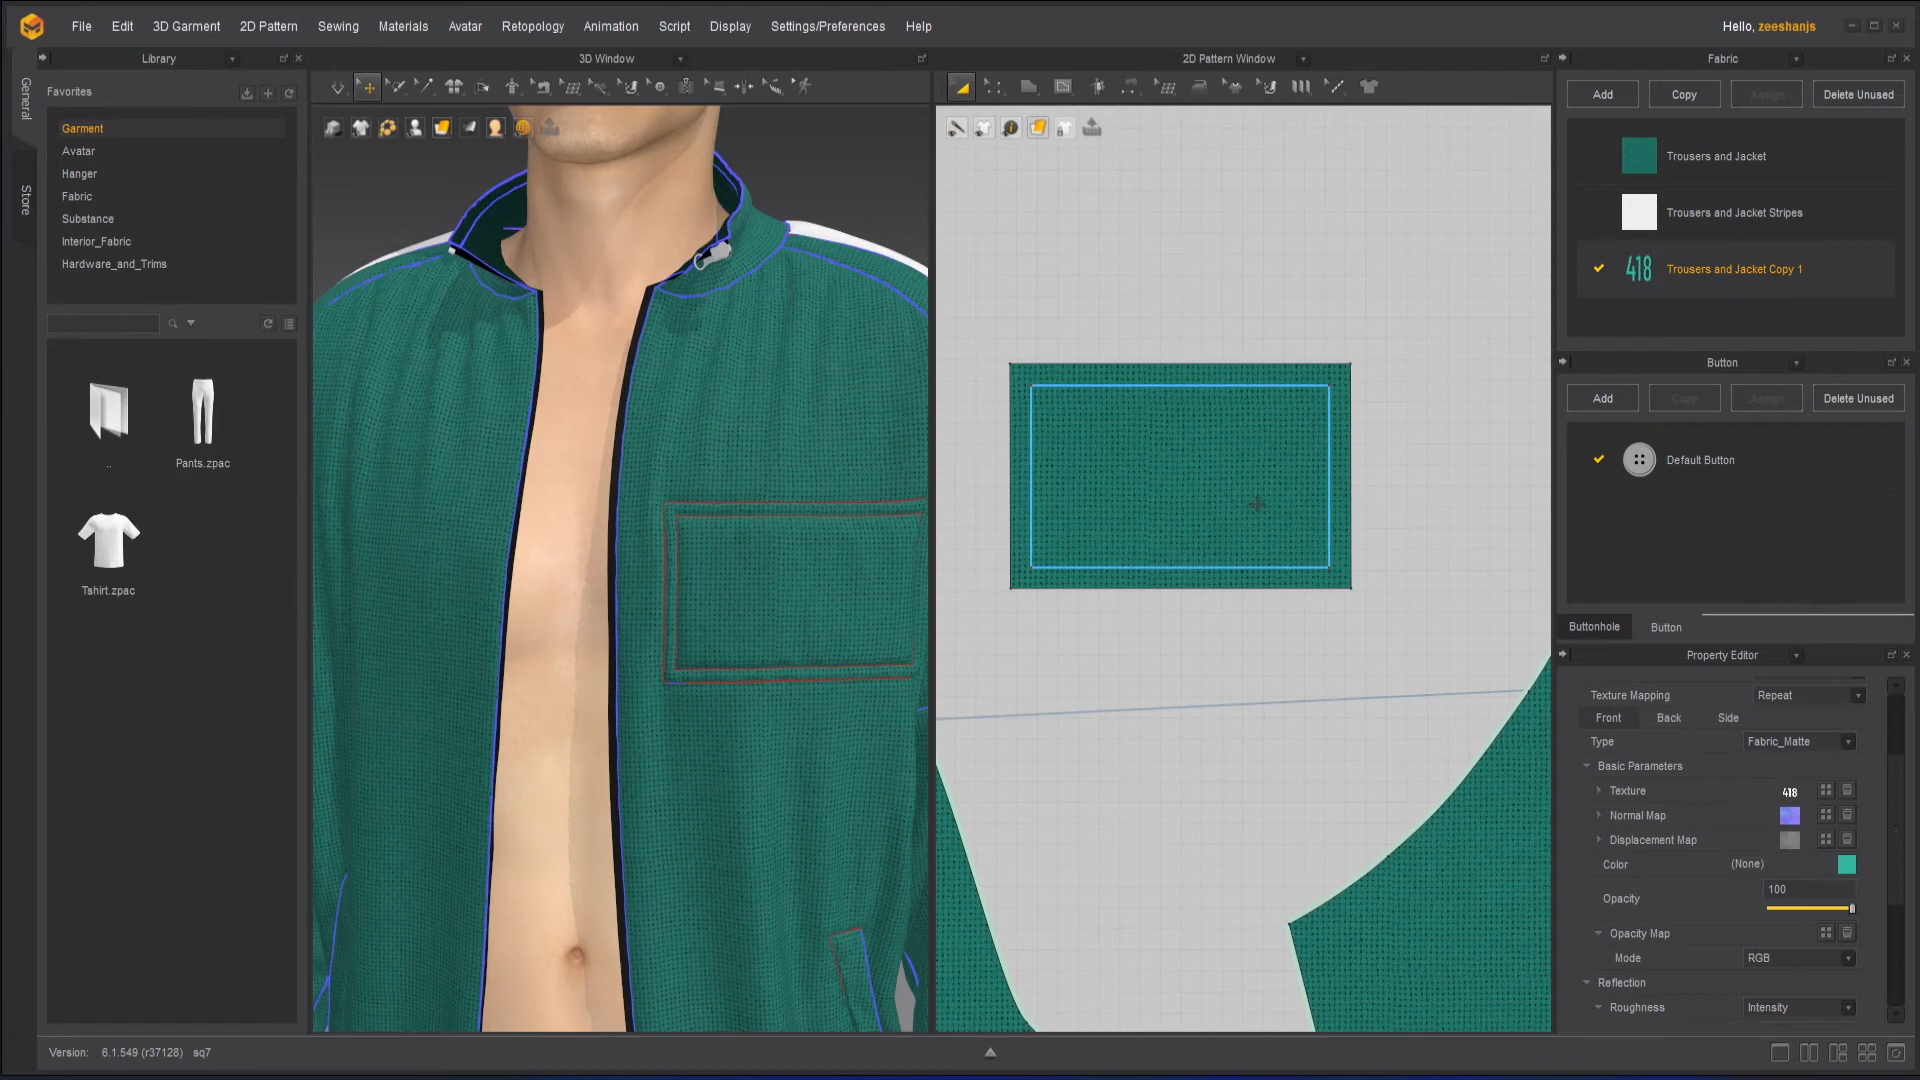 File Edit 3D Garment 2D Pattern Sewing Materials Avatar Retopology Animation Script Display Settings/Preferences Help
Hello, zeeshanjs
General
Store
Library
Favorites
Garment
Avatar
Hanger
Fabric
Substance
Interior_Fabric
Hardware_and_Trims
..
Pants.zpac
Tshirt.zpac
3D Window
2D Pattern Window
Fabric
Add Copy Assign Delete Unused
Trousers and Jacket
Trousers and Jacket Stripes
418 Trousers and Jacket Copy 1
Button
Add Copy Assign Delete Unused
Default Button
Buttonhole Button
Property Editor
Texture Mapping Repeat
Front Back Side
Type Fabric_Matte
Basic Parameters
Texture 418
Normal Map
Displacement Map
Color (None)
Opacity 100
Opacity Map
Mode RGB
Reflection
Roughness Intensity
Version: 6.1.549 (r37128) sq7